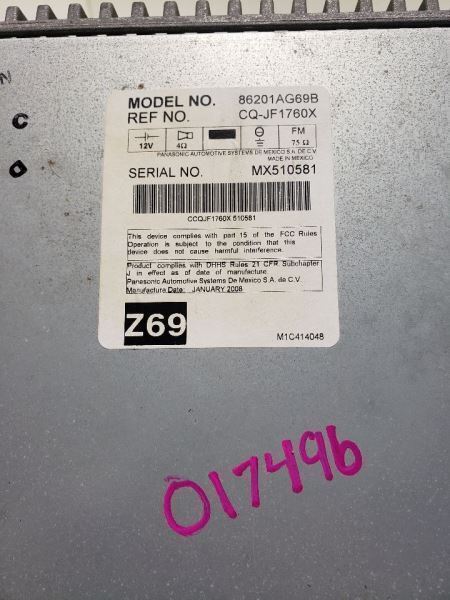 N
C
O
MODEL NO. 86201AG69B
REF NO. CQ-JF1760X
12V 4Ω FM 75 Ω
PANASONIC AUTOMOTIVE SYSTEMS DE MEXICO S.A. DE C.V.
MADE IN MEXICO
SERIAL NO. MX510581
CCQJF1760X 510581
This device complies with part 15 of the FCC Rules
Operation is subject to the condition that this
device does not cause harmful interference.
Product complies with DHHS Rules 21 CFR Subchapter
J in effect as of date of manufacture.
Panasonic Automotive Systems De Mexico S.A. de C.V.
Manufacture Date: JANUARY 2008
Z69
M1C414048
017496